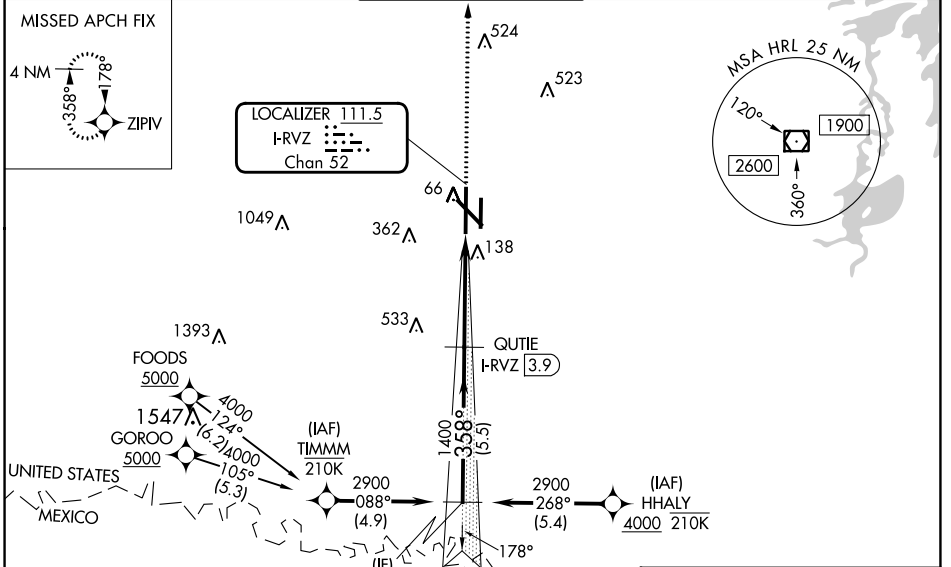 MISSED APCH FIX
4 NM
358°
178°
ZIPIV
524
523
MSA HRL 25 NM
120°
1900
2600
360°
LOCALIZER 111.5
I-RVZ
Chan 52
66
1049
362
138
533
1393
QUTIE
I-RVZ 3.9
FOODS
5000
4000
124°
(6.2)
1547
GOROO
5000
4000
105°
(5.3)
(IAF)
TIMMM
210K
1400
358°
(5.5)
UNITED STATES
MEXICO
2900
088°
(4.9)
2900
268°
(5.4)
(IAF)
HHALY
4000 210K
178°
(IF)